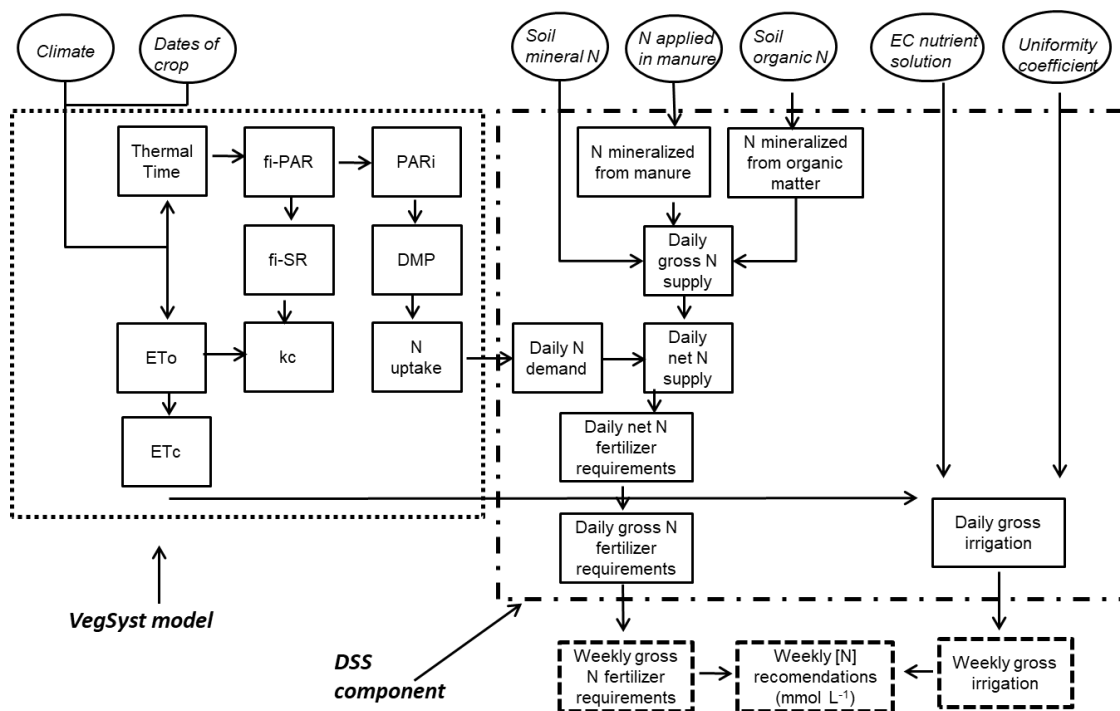 Climate
Dates of
crop
Soil
mineral N
N applied
in manure
Soil
organic N
EC nutrient
solution
Uniformity
coefficient
Thermal
Time
fi-PAR
PARi
N mineralized
from manure
N mineralized
from organic
matter
fi-SR
DMP
Daily
gross N
supply
ETo
kc
N
uptake
Daily N
demand
Daily
net N
supply
ETc
Daily net N
fertilizer
requirements
Daily gross N
fertilizer
requirements
Daily gross
irrigation
VegSyst model
DSS
component
Weekly gross
N fertilizer
requirements
Weekly [N]
recomendations
(mmol L-1)
Weekly gross
irrigation